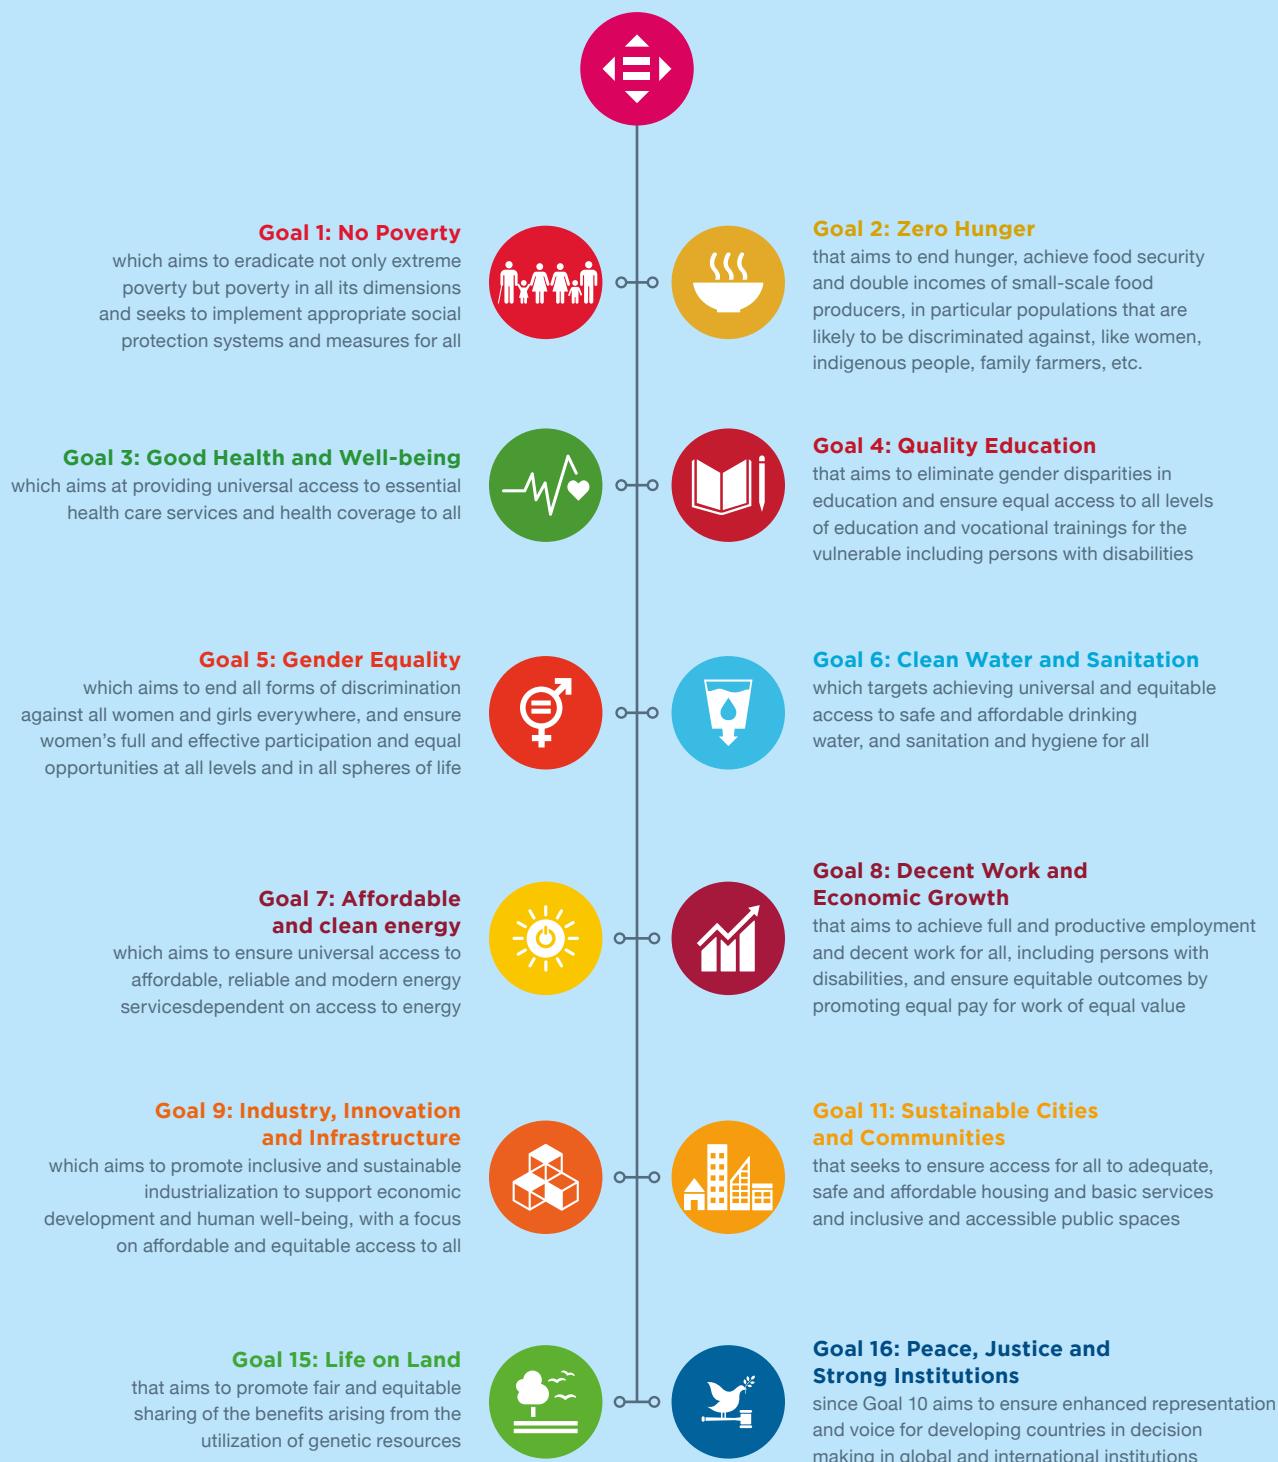 Goal 1: No Poverty
which aims to eradicate not only extreme
poverty but poverty in all its dimensions
and seeks to implement appropriate social
protection systems and measures for all
Goal 2: Zero Hunger
that aims to end hunger, achieve food security
and double incomes of small-scale food
producers, in particular populations that are
likely to be discriminated against, like women,
indigenous people, family farmers, etc.
Goal 3: Good Health and Well-being
which aims at providing universal access to essential
health care services and health coverage to all
Goal 4: Quality Education
that aims to eliminate gender disparities in
education and ensure equal access to all levels
of education and vocational trainings for the
vulnerable including persons with disabilities
Goal 5: Gender Equality
which aims to end all forms of discrimination
against all women and girls everywhere, and ensure
women's full and effective participation and equal
opportunities at all levels and in all spheres of life
Goal 6: Clean Water and Sanitation
which targets achieving universal and equitable
access to safe and affordable drinking
water, and sanitation and hygiene for all
Goal 7: Affordable
and clean energy
which aims to ensure universal access to
affordable, reliable and modern energy
servicesdependent on access to energy
Goal 8: Decent Work and
Economic Growth
that aims to achieve full and productive employment
and decent work for all, including persons with
disabilities, and ensure equitable outcomes by
promoting equal pay for work of equal value
Goal 9: Industry, Innovation
and Infrastructure
which aims to promote inclusive and sustainable
industrialization to support economic
development and human well-being, with a focus
on affordable and equitable access to all
Goal 11: Sustainable Cities
and Communities
that seeks to ensure access for all to adequate,
safe and affordable housing and basic services
and inclusive and accessible public spaces
Goal 15: Life on Land
that aims to promote fair and equitable
sharing of the benefits arising from the
utilization of genetic resources
Goal 16: Peace, Justice and
Strong Institutions
since Goal 10 aims to ensure enhanced representation
and voice for developing countries in decision
making in global and international institutions